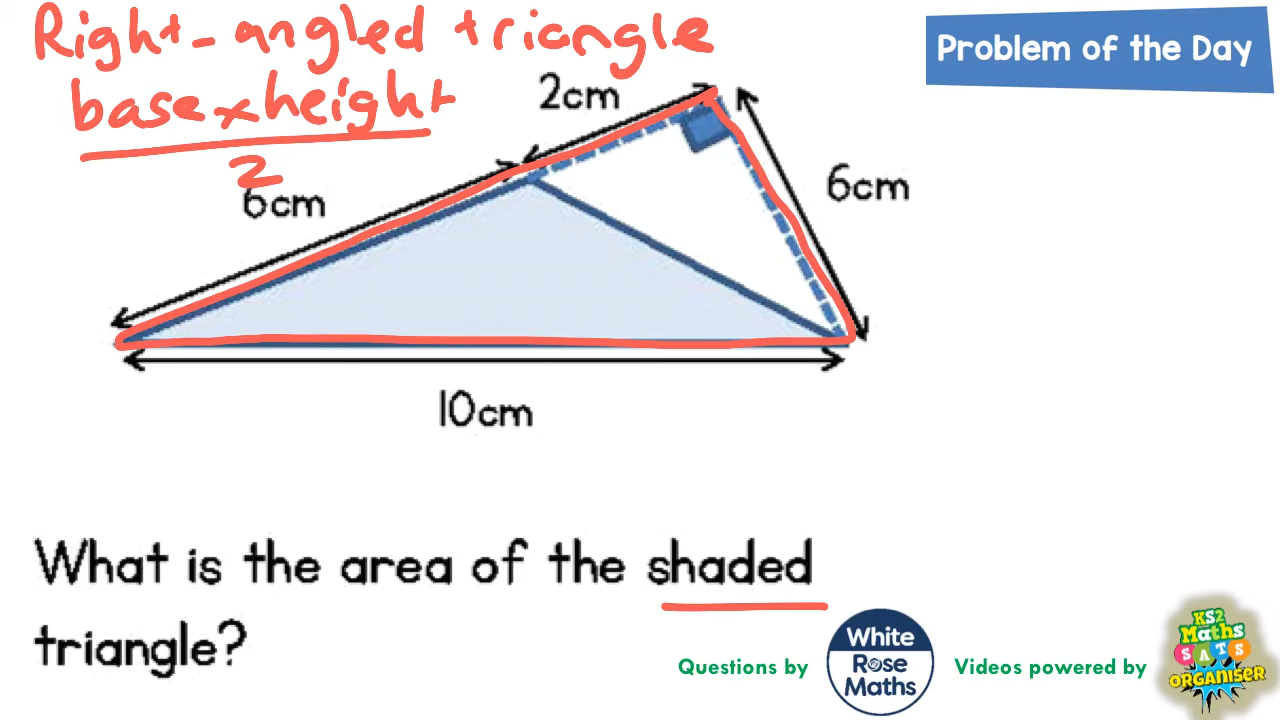 Right-angled triangle
Problem of the Day
base x height
2
2cm
6cm
6cm
10cm
What is the area of the shaded
triangle?
Questions by
White
Rose
Maths
Videos powered by
KS2
Maths
SATS
ORGANISER